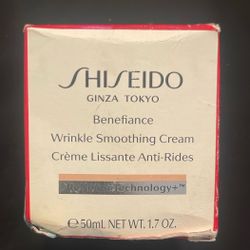 SHISEIDO
GINZA TOKYO
Benefiance
Wrinkle Smoothing Cream
Crème Lissante Anti-Rides
Technology+™
℮50mL NET WT. 1.7 OZ.